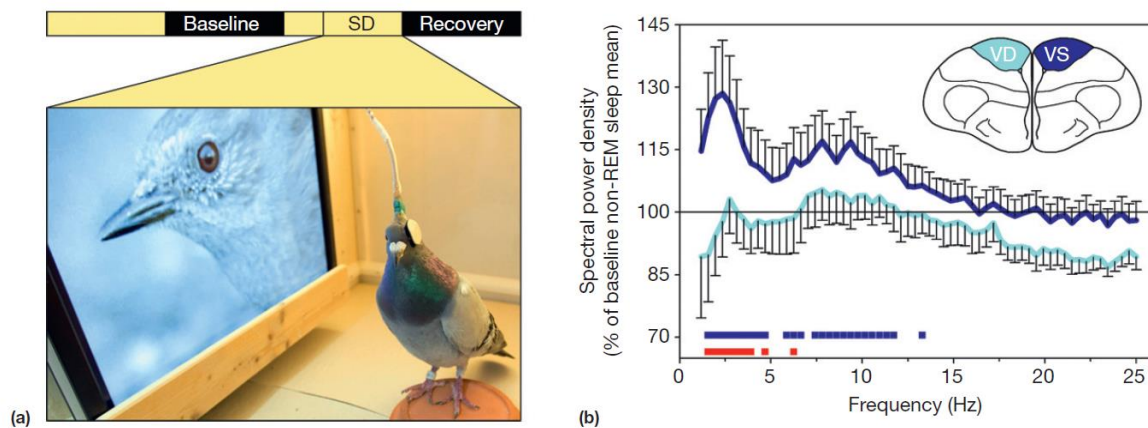 Baseline SD Recovery
(a)
145
130
115
100
85
70
0 5 10 15 20 25
Frequency (Hz)
Spectral power density
(% of baseline non-REM sleep mean)
VD VS
(b)